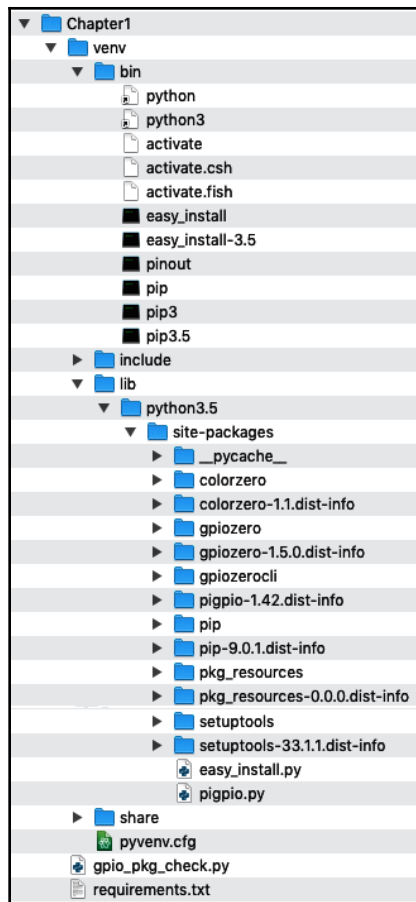 Chapter1
venv
bin
python
python3
activate
activate.csh
activate.fish
easy_install
easy_install-3.5
pinout
pip
pip3
pip3.5
include
lib
python3.5
site-packages
__pycache__
colorzero
colorzero-1.1.dist-info
gpiozero
gpiozero-1.5.0.dist-info
gpiozerocli
pigpio-1.42.dist-info
pip
pip-9.0.1.dist-info
pkg_resources
pkg_resources-0.0.0.dist-info
setuptools
setuptools-33.1.1.dist-info
easy_install.py
pigpio.py
share
pyvenv.cfg
gpio_pkg_check.py
requirements.txt